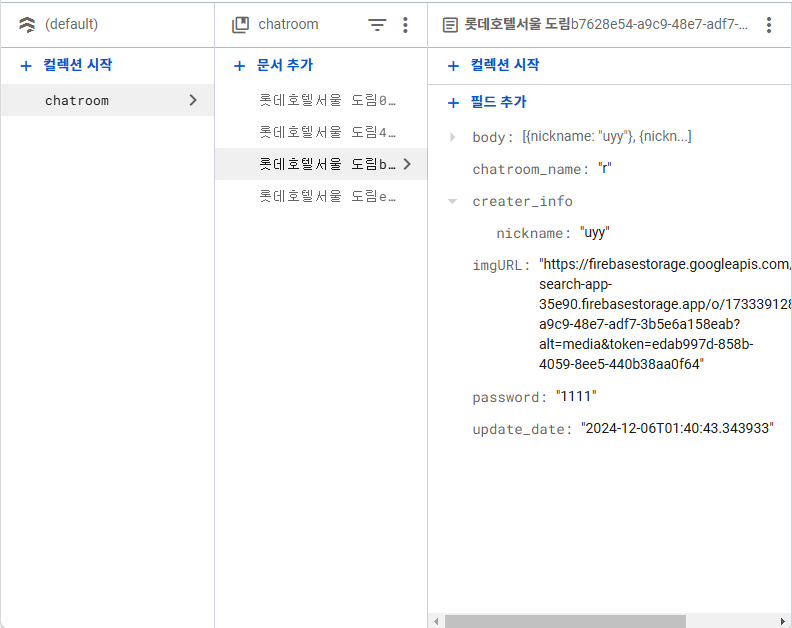 (default)
+ 컬렉션 시작
chatroom
chatroom
+ 문서 추가
롯데호텔서울 도림0…
롯데호텔서울 도림4…
롯데호텔서울 도림b…
롯데호텔서울 도림e…
롯데호텔서울 도림b7628e54-a9c9-48e7-adf7-…
+ 컬렉션 시작
+ 필드 추가
body: [{nickname: "uyy"}, {nickn...]
chatroom_name: "r"
creater_info
nickname: "uyy"
imgURL: "https://firebasestorage.googleapis.com/
search-app-
35e90.firebasestorage.app/o/173339128
a9c9-48e7-adf7-3b5e6a158eab?
alt=media&token=edab997d-858b-
4059-8ee5-440b38aa0f64"
password: "1111"
update_date: "2024-12-06T01:40:43.343933"